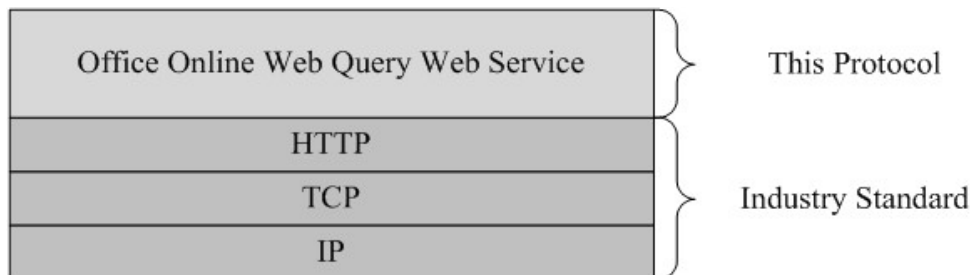 Office Online Web Query Web Service
This Protocol
HTTP
TCP
Industry Standard
IP